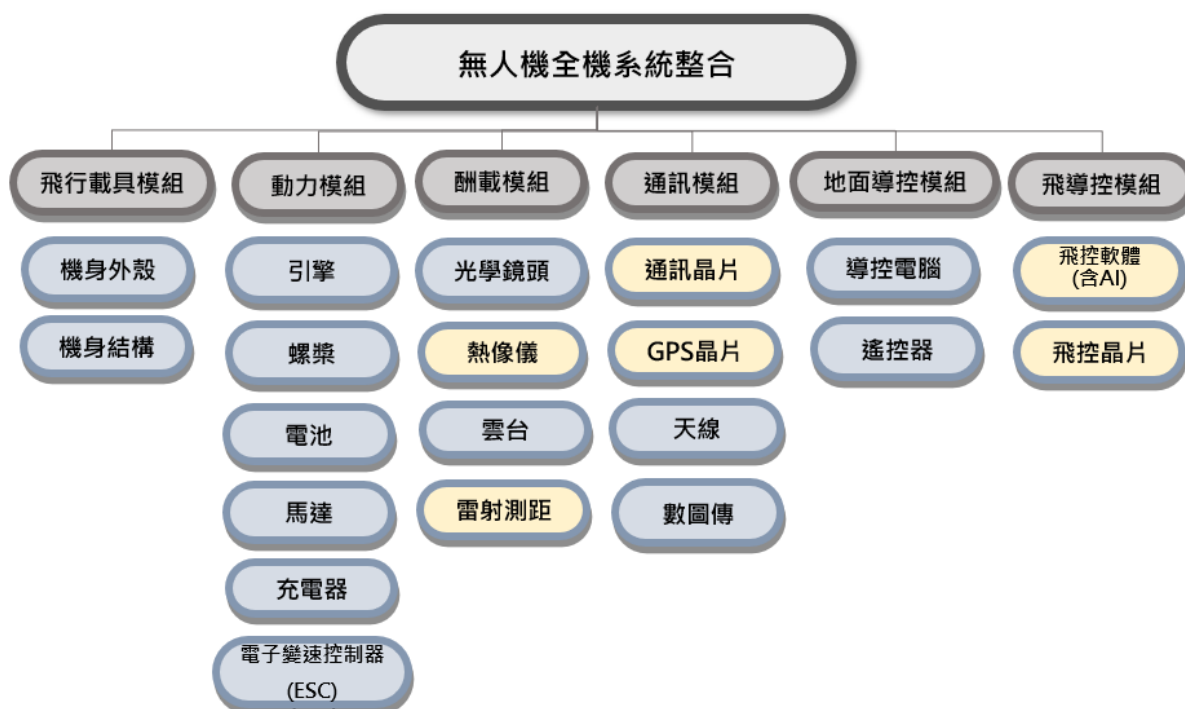 無人機全機系統整合
飛行載具模組
機身外殼
機身結構
動力模組
引擎
螺槳
電池
馬達
充電器
電子變速控制器
(ESC)
酬載模組
光學鏡頭
熱像儀
雲台
雷射測距
通訊模組
通訊晶片
GPS晶片
天線
數圖傳
地面導控模組
導控電腦
遙控器
飛導控模組
飛控軟體
(含AI)
飛控晶片